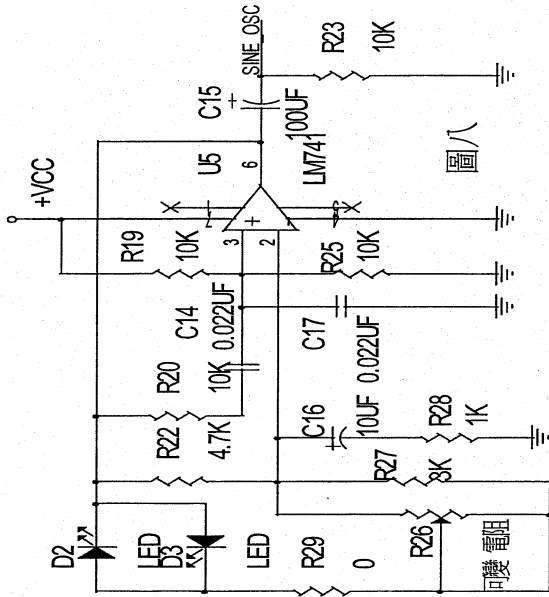 SINE_OSC
+VCC
C15
+
100UF
R23
10K
U5
6
LM741
3
2
R19
10K
R25
10K
C14
0.022UF
C17
0.022UF
R20
10K
R22
4.7K
C16
10UF
R28
1K
R27
3K
D2
LED
D3
LED
R29
0
R26
可變電阻
圖八